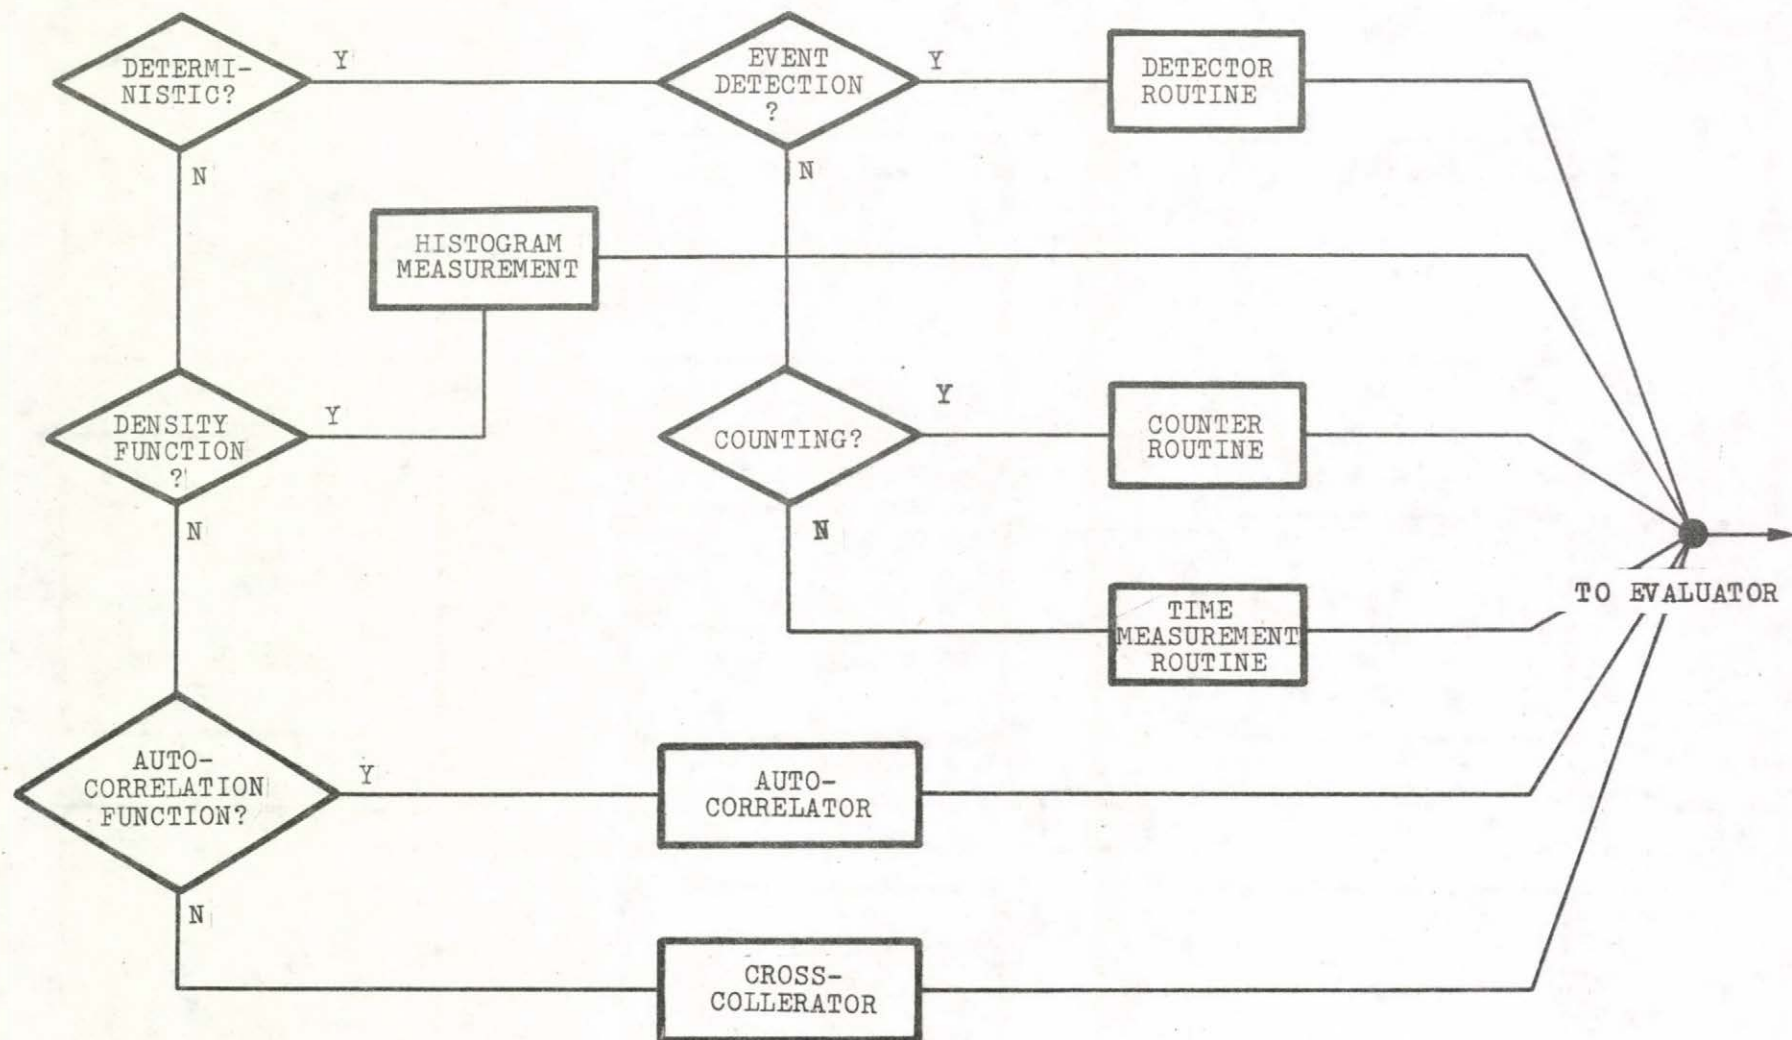 DETERMI-
NISTIC?
Y
EVENT
DETECTION
?
Y
DETECTOR
ROUTINE
N
N
HISTOGRAM
MEASUREMENT
DENSITY
FUNCTION
?
Y
COUNTING?
Y
COUNTER
ROUTINE
N
N
TO EVALUATOR
TIME
MEASUREMENT
ROUTINE
AUTO-
CORRELATION
FUNCTION?
Y
AUTO-
CORRELATOR
N
CROSS-
COLLERATOR